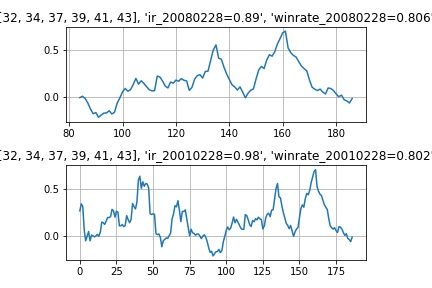 [32, 34, 37, 39, 41, 43], 'ir_20080228=0.89', 'winrate_20080228=0.806'
0.5
0.0
80 100 120 140 160 180
[32, 34, 37, 39, 41, 43], 'ir_20010228=0.98', 'winrate_20010228=0.802'
0.5
0.0
0 25 50 75 100 125 150 175